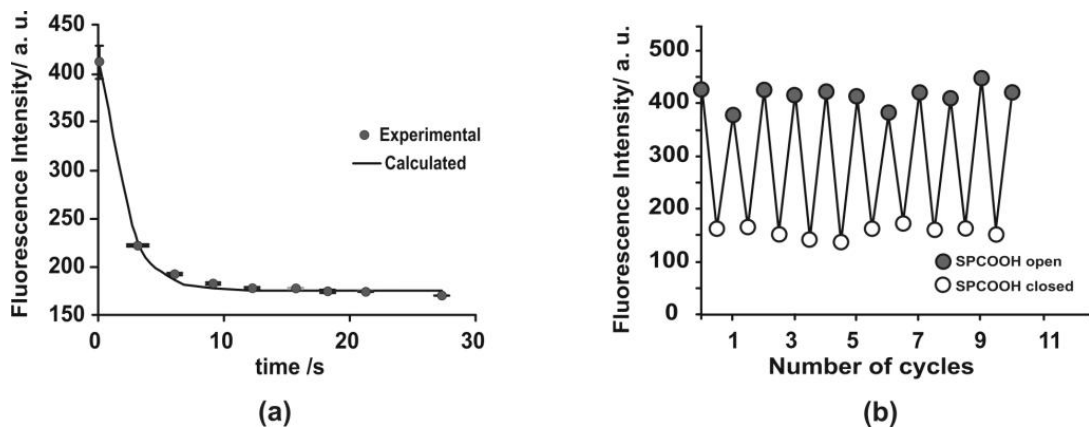 Fluorescence Intensity/ a. u.
450
400
350
300
250
200
150
0
10
20
30
time /s
Experimental
Calculated
(a)
Fluorescence Intensity/ a. u.
500
400
300
200
150
100
0
1
3
5
7
9
11
Number of cycles
SPCOOH open
SPCOOH closed
(b)